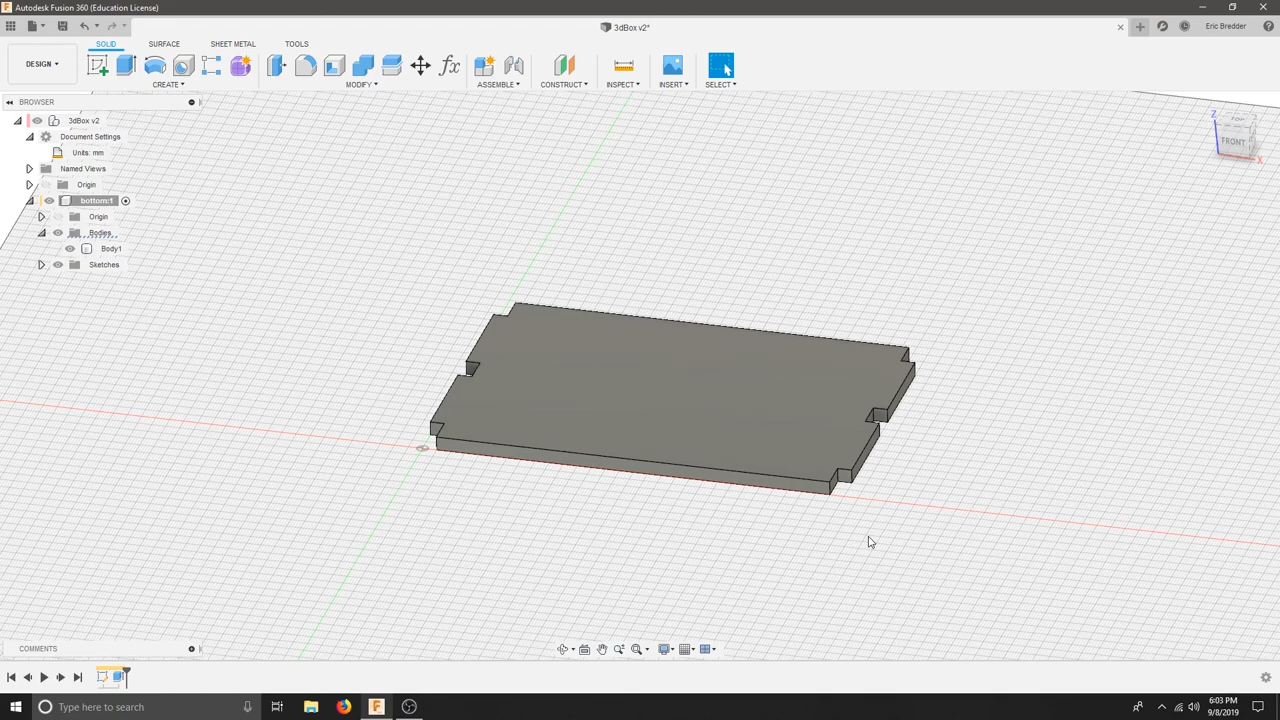 Autodesk Fusion 360 (Education License)
3dBox v2*
Eric Bredder
DESIGN
SOLID
SURFACE
SHEET METAL
TOOLS
CREATE
MODIFY
ASSEMBLE
CONSTRUCT
INSPECT
INSERT
SELECT
BROWSER
3dBox v2
Document Settings
Units: mm
Named Views
Origin
bottom:1
Origin
Bodies
Body1
Sketches
Z
FRONT
X
COMMENTS
Type here to search
6:03 PM
9/8/2019